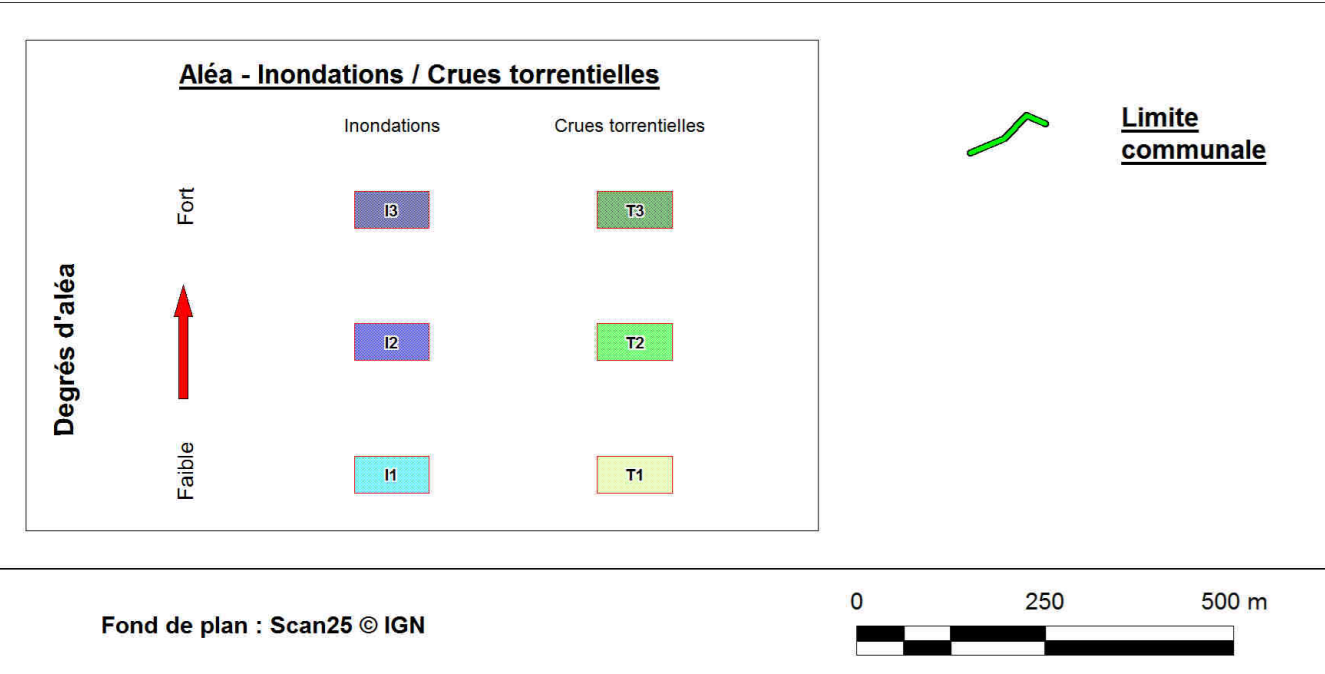 Aléa - Inondations / Crues torrentielles
Inondations
Crues torrentielles
Limite
communale
Fort
I3
T3
Degrés d'aléa
I2
T2
Faible
I1
T1
Fond de plan : Scan25 © IGN
0
250
500 m